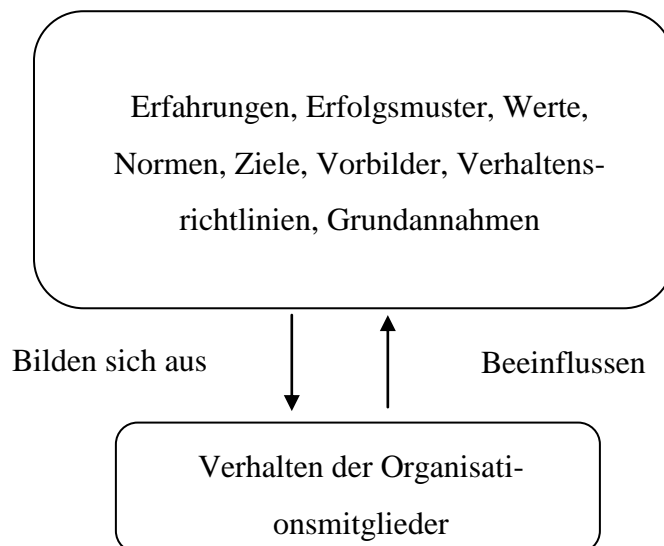 Erfahrungen, Erfolgsmuster, Werte,
Normen, Ziele, Vorbilder, Verhaltens-
richtlinien, Grundannahmen
Bilden sich aus
Beeinflussen
Verhalten der Organisati-
onsmitglieder